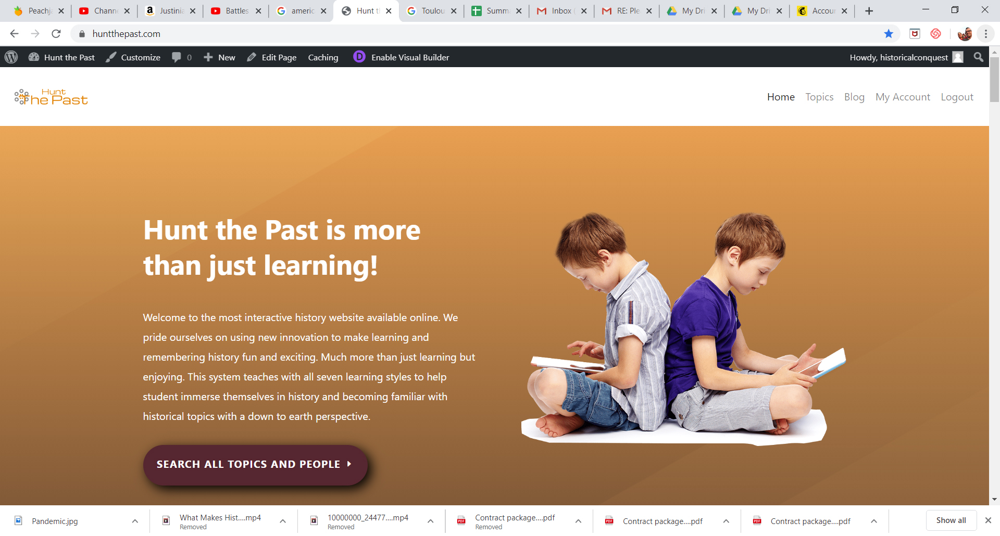 Peachja
Channe
Justinia
Battles
americ
Hunt th
Toulou
Summa
Inbox (
RE: Ple
My Dri
My Dri
Accoun
huntthepast.com
Hunt the Past
Customize
0
New
Edit Page
Caching
D
Enable Visual Builder
Howdy, historicalconquest
Hunt
The Past
Home
Topics
Blog
My Account
Logout
Hunt the Past is more
than just learning!
Welcome to the most interactive history website available online. We
pride ourselves on using new innovation to make learning and
remembering history fun and exciting. Much more than just learning but
enjoying. This system teaches with all seven learning styles to help
student immerse themselves in history and becoming familiar with
historical topics with a down to earth perspective.
SEARCH ALL TOPICS AND PEOPLE
Pandemic.jpg
What Makes Hist....mp4
Removed
10000000_24477....mp4
Removed
Contract package....pdf
Removed
Contract package....pdf
Contract package....pdf
Show all